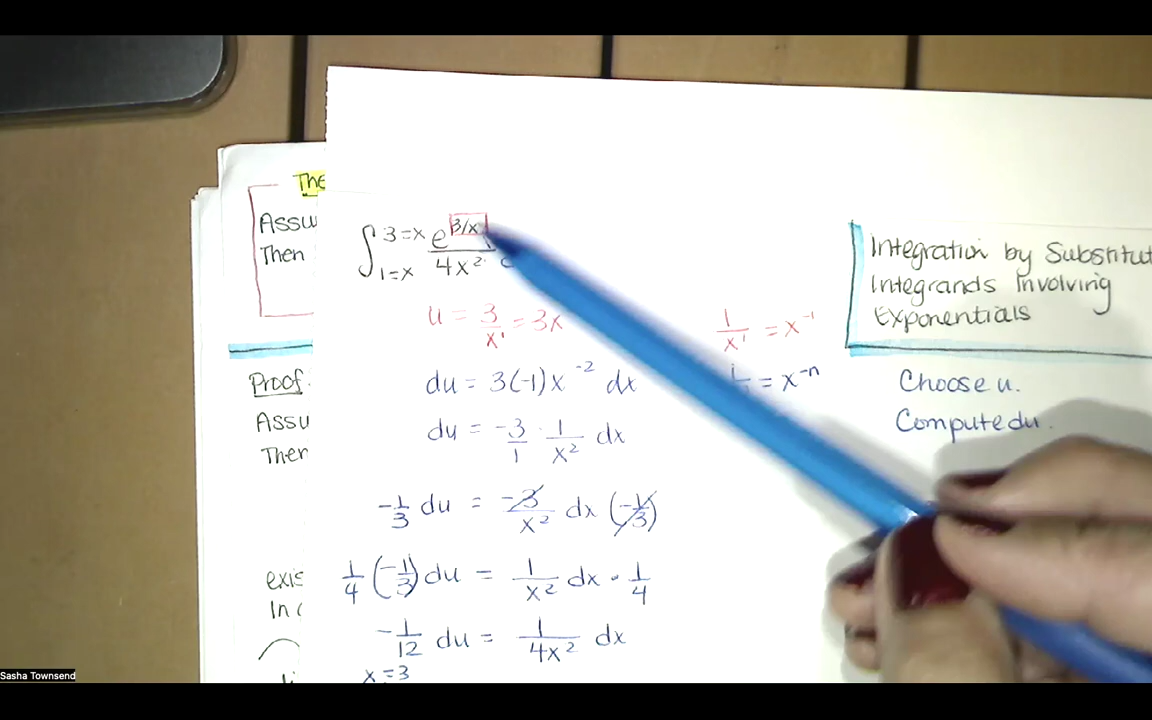 The
Assu
Then
∫ 3=x e^{3/x}
1=x 4x²
u = 3/x¹ = 3x
1/x¹ = x⁻¹
= x⁻ⁿ
Integration by Substitut
Integrands Involving
Exponentials
Choose u.
Compute du.
Proof:
Assu
Ther
du = 3(-1)x⁻² dx
du = -3/1 · 1/x² dx
-1/3 du = -3/x² dx (-1/3)
1/4 (-1/3) du = 1/x² dx · 1/4
-1/12 du = 1/4x² dx
x=3
exis
In
Sasha Townsend